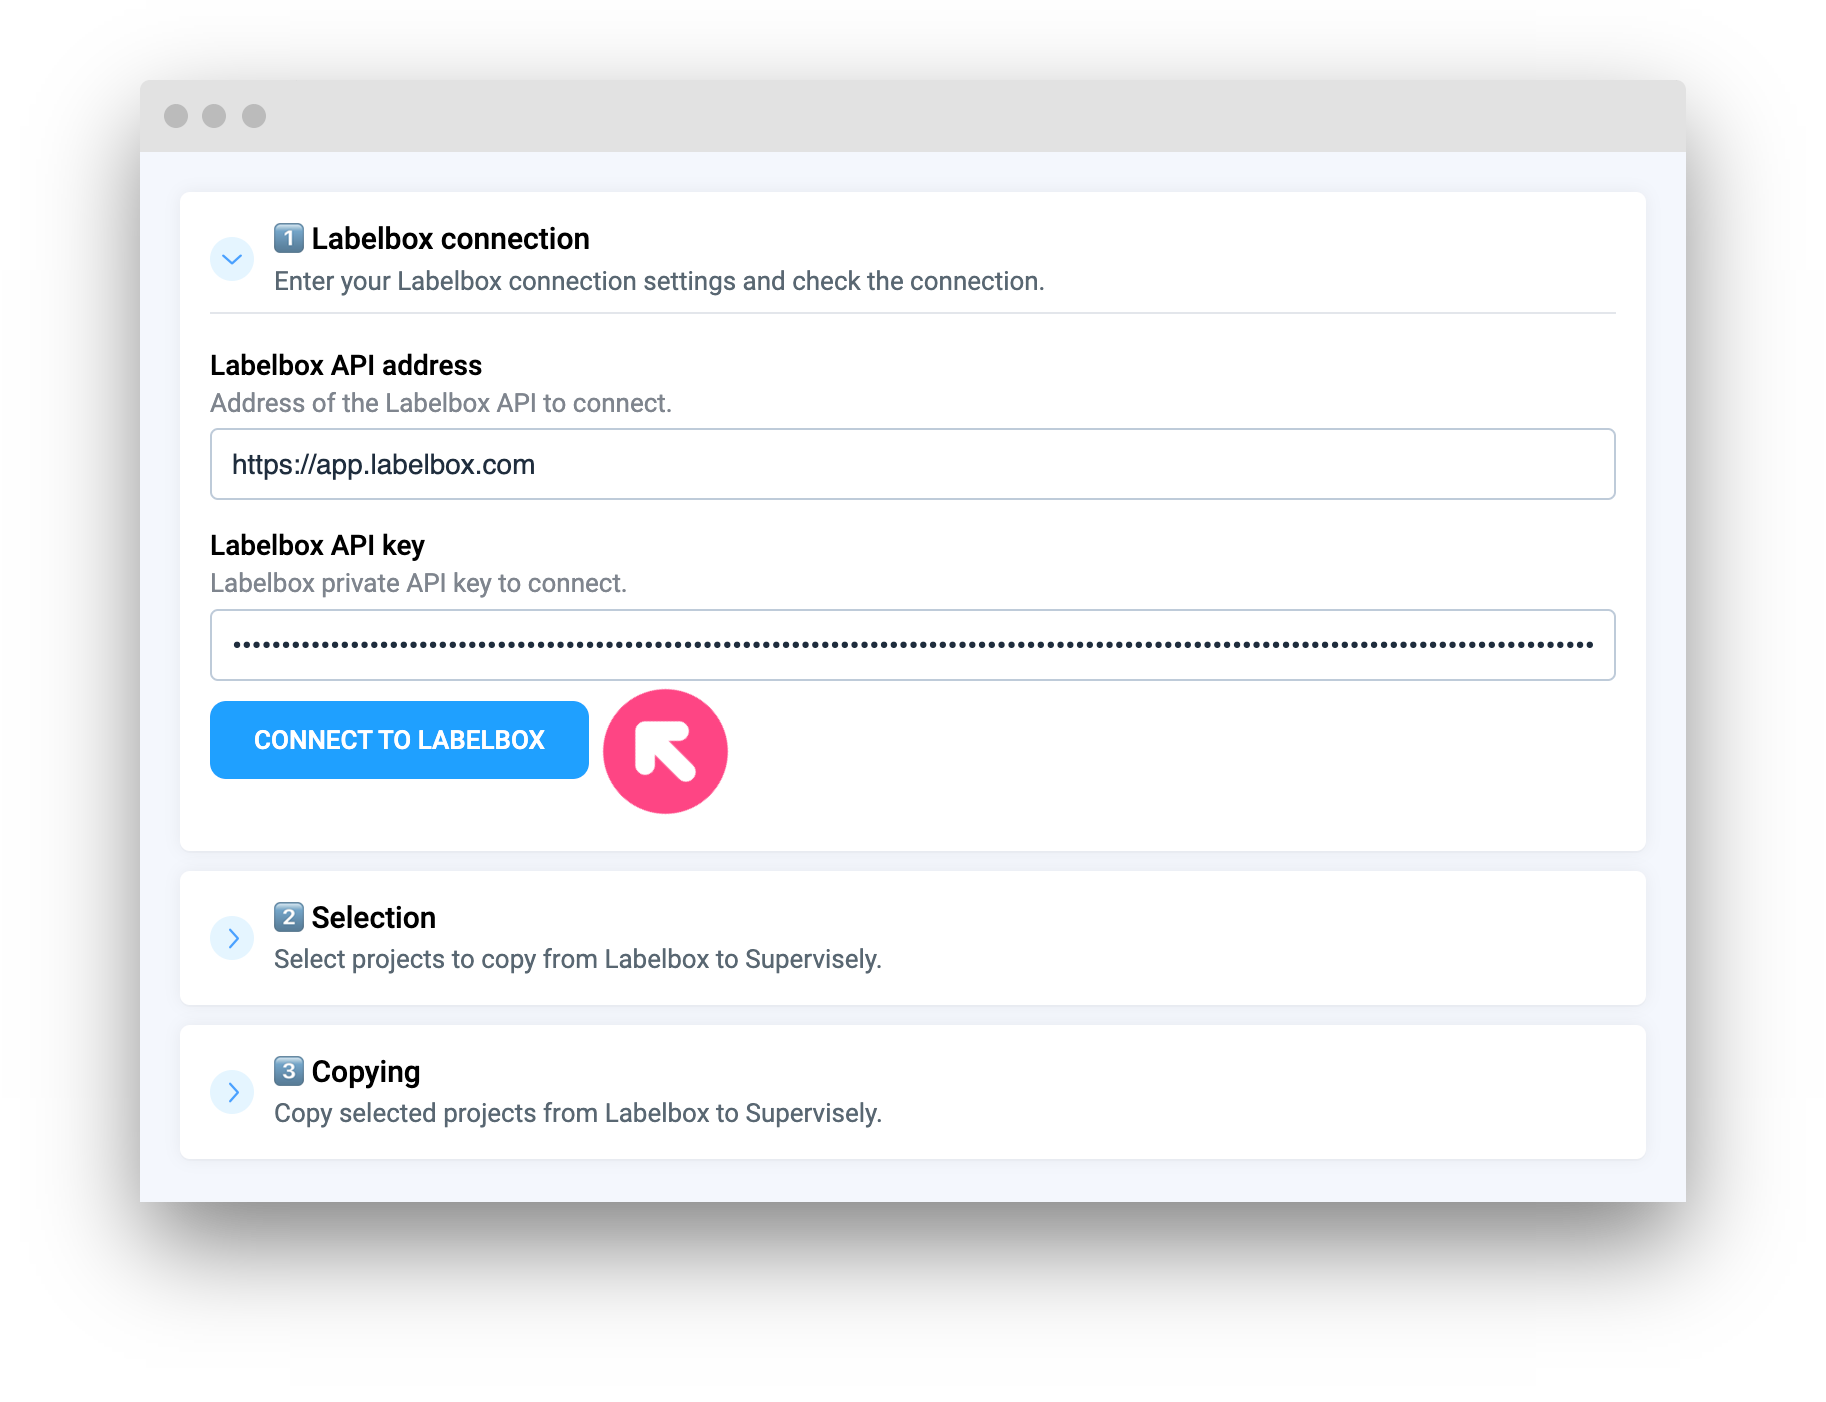 1 Labelbox connection
Enter your Labelbox connection settings and check the connection.
Labelbox API address
Address of the Labelbox API to connect.
https://app.labelbox.com
Labelbox API key
Labelbox private API key to connect.
CONNECT TO LABELBOX
2 Selection
Select projects to copy from Labelbox to Supervisely.
3 Copying
Copy selected projects from Labelbox to Supervisely.